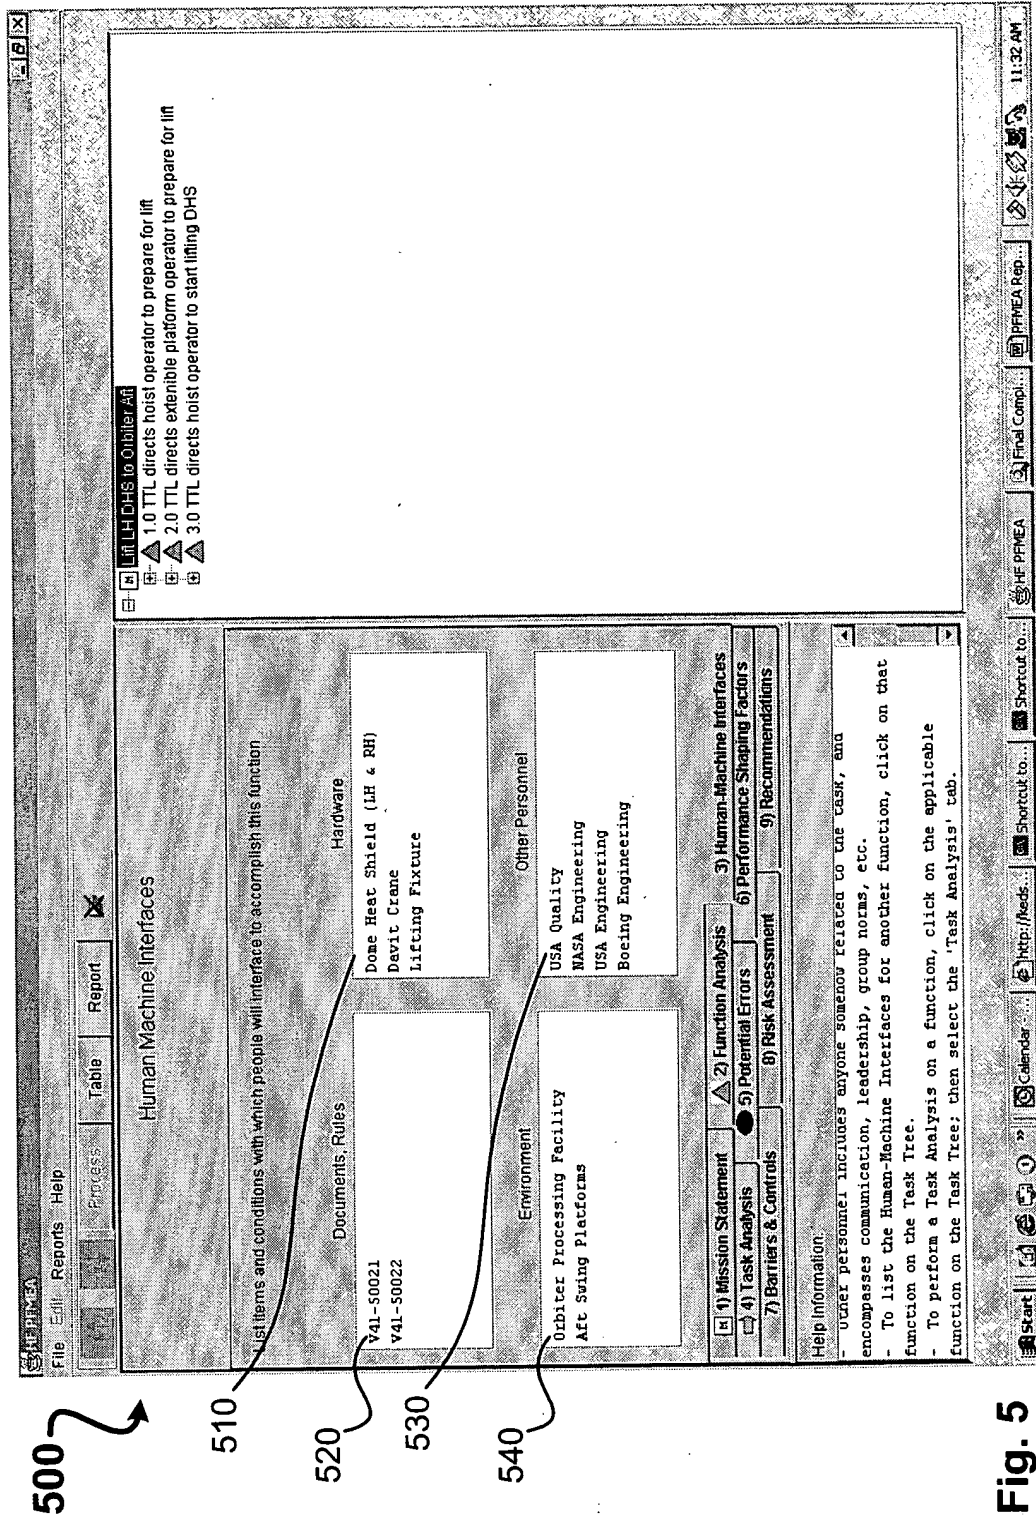 HF PFMEA
File Edit Reports Help
Process Table Report
Human Machine Interfaces
List items and conditions with which people will interface to accomplish this function
Documents, Rules
V41-50021
V41-50022
Hardware
Dome Heat Shield (LH & RH)
Davit Crane
Lifting Fixture
Environment
Orbiter Processing Facility
Aft Swing Platforms
Other Personnel
USA Quality
NASA Engineering
USA Engineering
Boeing Engineering
M 1) Mission Statement
2) Function Analysis
3) Human-Machine Interfaces
4) Task Analysis
5) Potential Errors
6) Performance Shaping Factors
7) Barriers & Controls
8) Risk Assessment
9) Recommendations
Help Information:
- Other personnel includes anyone somehow related to the task, and
encompasses communication, leadership, group norms, etc.
- To list the Human-Machine Interfaces for another function, click on that
function on the Task Tree.
- To perform a Task Analysis on a function, click on the applicable
function on the Task Tree; then select the 'Task Analysis' tab.
M Lift LH DHS to Orbiter Aft
1.0 TTL directs hoist operator to prepare for lift
2.0 TTL directs extenible platform operator to prepare for lift
3.0 TTL directs hoist operator to start lifting DHS
Start
»
Calendar - ...
http://keds...
Shortcut to...
Shortcut to...
HF PFMEA
Final Compl...
PFMEA Rep...
11:32 AM
500
510
520
530
540
Fig. 5